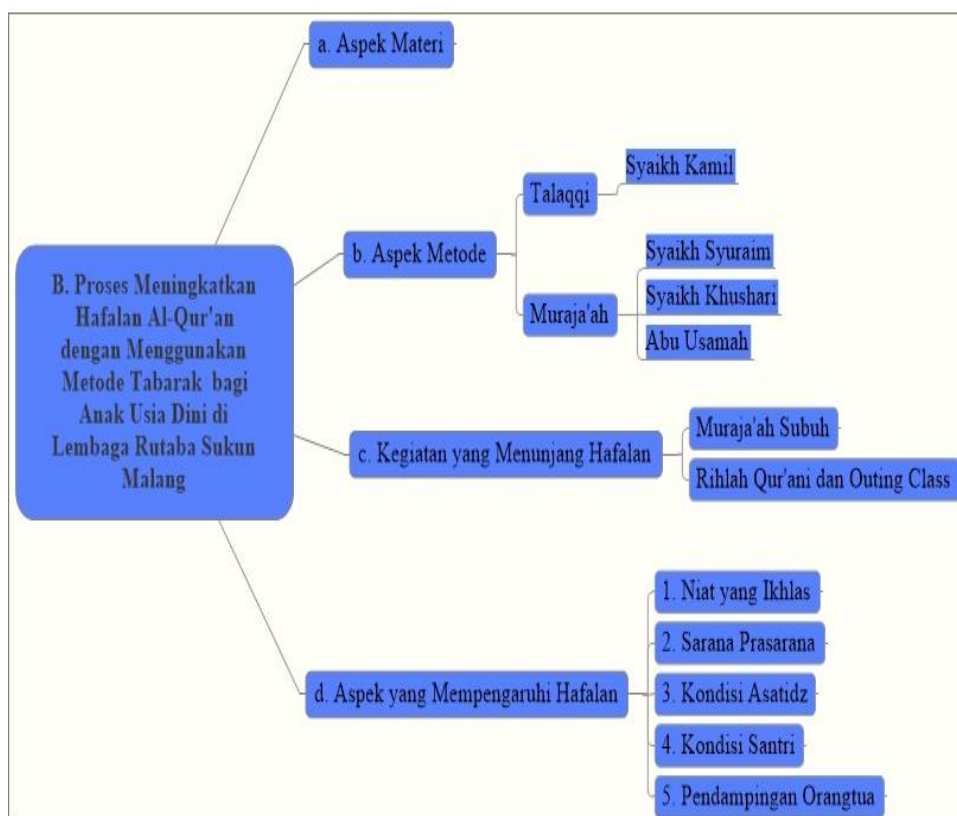 B. Proses Meningkatkan
Hafalan Al-Qur'an
dengan Menggunakan
Metode Tabarak bagi
Anak Usia Dini di
Lembaga Rutaba Sukun
Malang
a. Aspek Materi
b. Aspek Metode
Talaqqi
Syaikh Kamil
Muraja'ah
Syaikh Syuraim
Syaikh Khushari
Abu Usamah
c. Kegiatan yang Menunjang Hafalan
Muraja'ah Subuh
Rihlah Qur'ani dan Outing Class
d. Aspek yang Mempengaruhi Hafalan
1. Niat yang Ikhlas
2. Sarana Prasarana
3. Kondisi Asatidz
4. Kondisi Santri
5. Pendampingan Orangtua